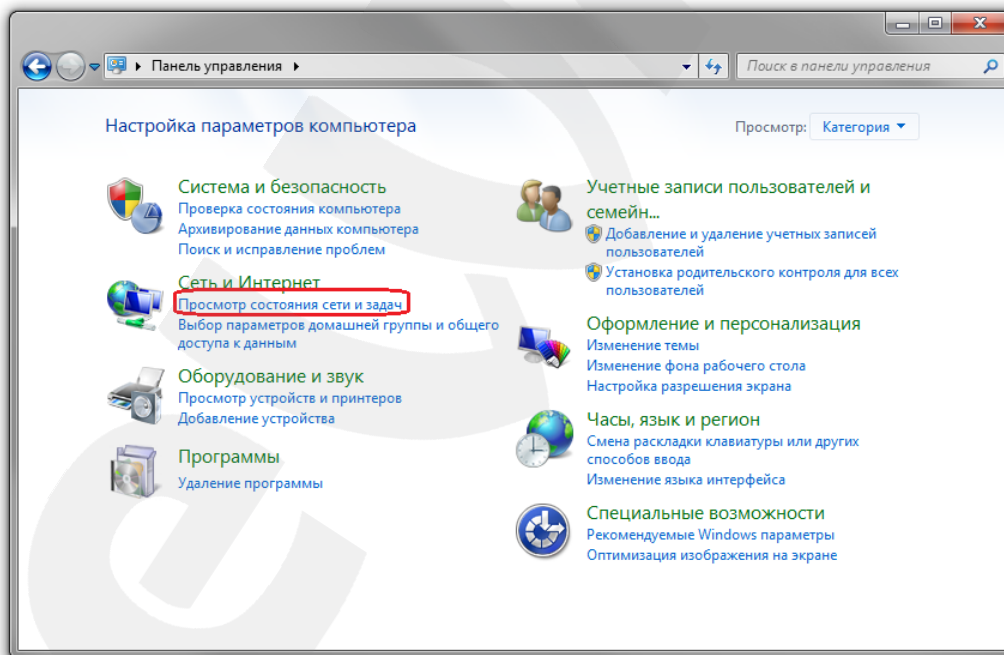 Панель управления
Поиск в панели управления
Настройка параметров компьютера
Просмотр: Категория
Система и безопасность
Проверка состояния компьютера
Архивирование данных компьютера
Поиск и исправление проблем
Сеть и Интернет
Просмотр состояния сети и задач
Выбор параметров домашней группы и общего
доступа к данным
Оборудование и звук
Просмотр устройств и принтеров
Добавление устройства
Программы
Удаление программы
Учетные записи пользователей и
семейн...
Добавление и удаление учетных записей
пользователей
Установка родительского контроля для всех
пользователей
Оформление и персонализация
Изменение темы
Изменение фона рабочего стола
Настройка разрешения экрана
Часы, язык и регион
Смена раскладки клавиатуры или других
способов ввода
Изменение языка интерфейса
Специальные возможности
Рекомендуемые Windows параметры
Оптимизация изображения на экране